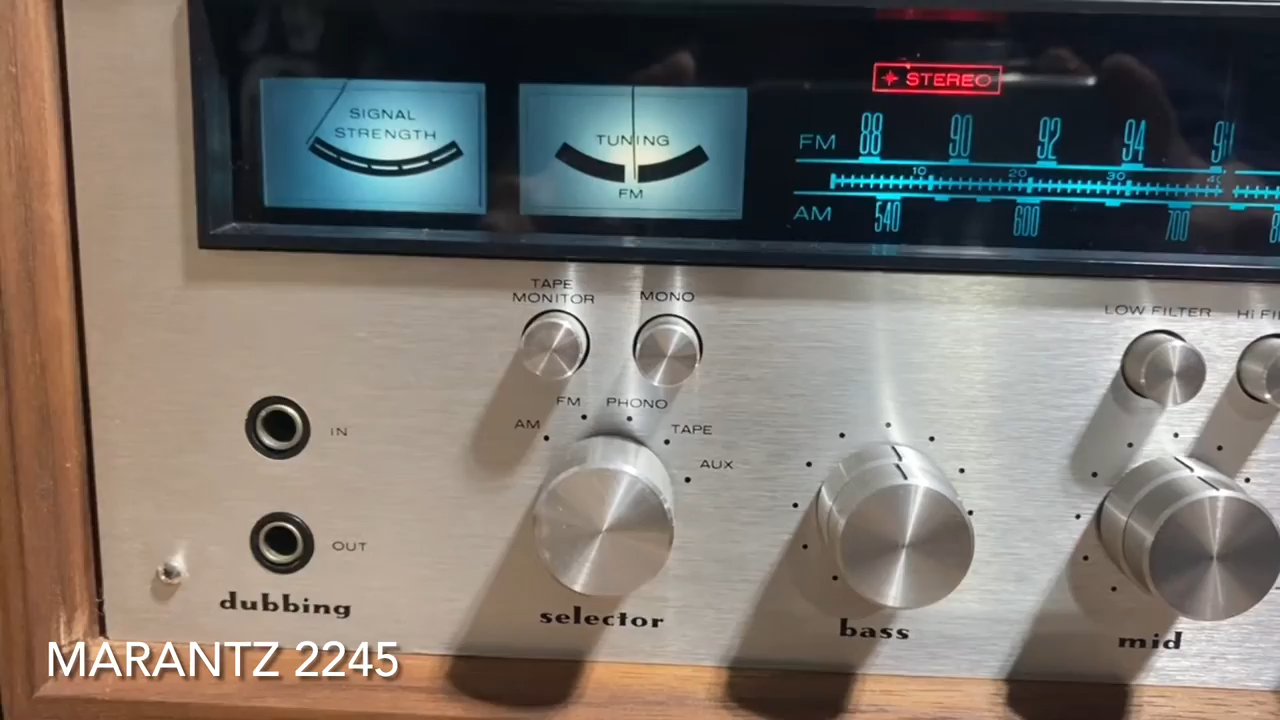 STEREO
SIGNAL
STRENGTH
TUNING
FM
FM 88 90 92 94
10 20 30
AM 540 600 700
TAPE
MONITOR
MONO
LOW FILTER
AM
FM
PHONO
TAPE
AUX
IN
OUT
dubbing
selector
bass
mid
MARANTZ 2245